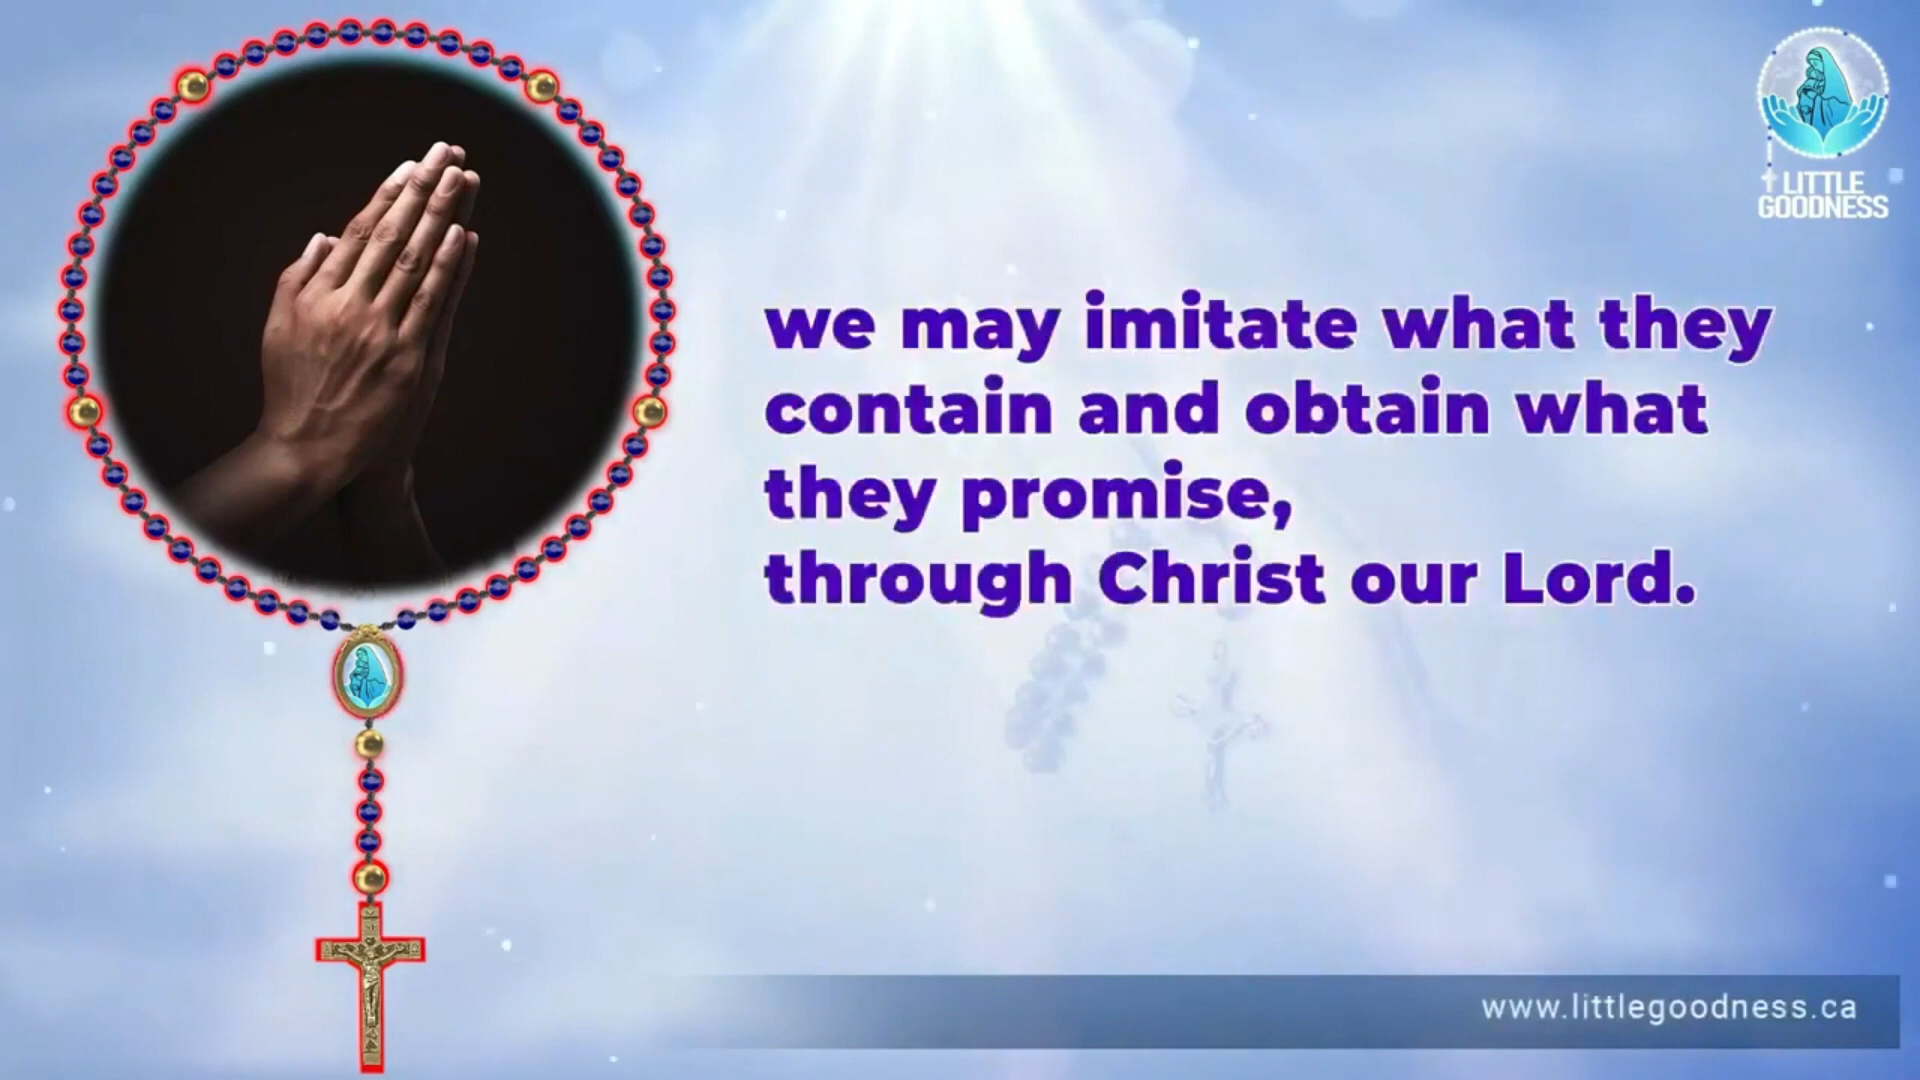 LITTLE
GOODNESS
we may imitate what they
contain and obtain what
they promise,
through Christ our Lord.
www.littlegoodness.ca